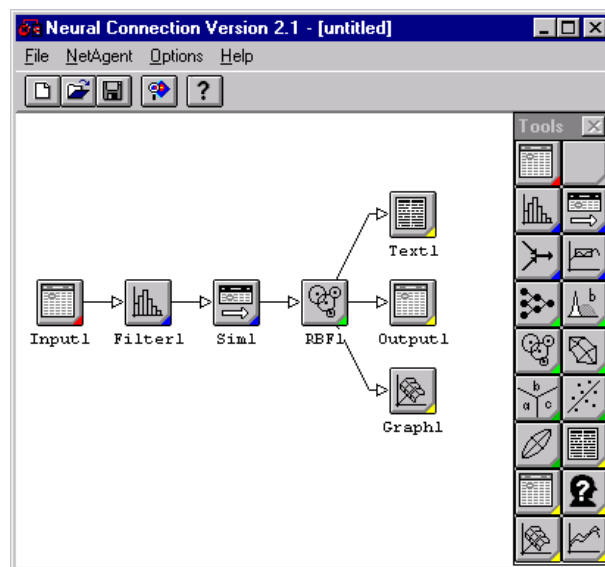 Neural Connection Version 2.1 - [untitled]
File NetAgent Options Help
?
Tools
Text1
Input1 Filter1 Sim1 RBF1 Output1
Graph1
b
b
a c
?